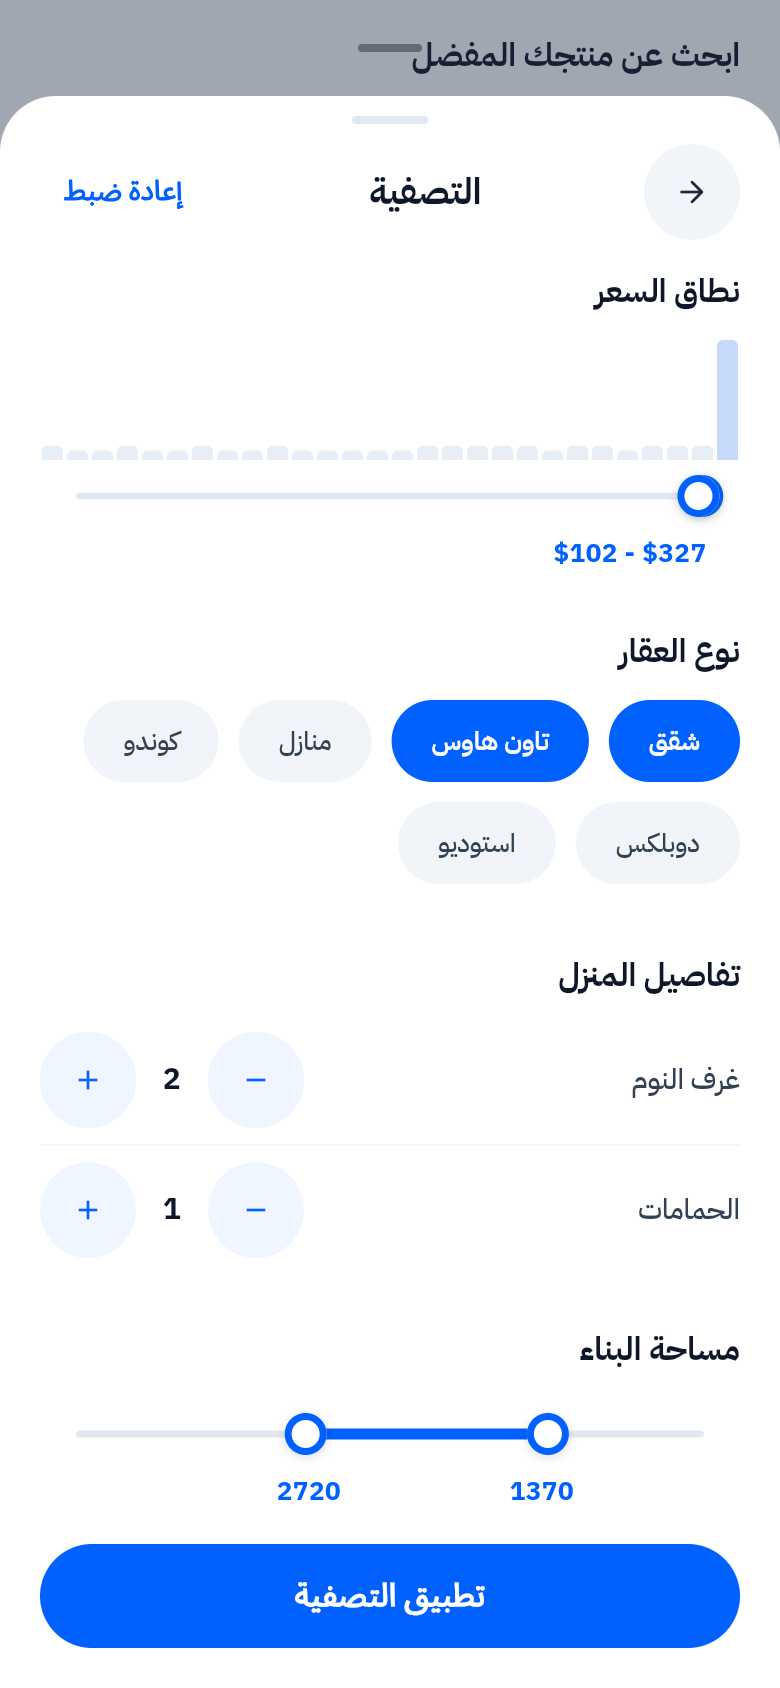 ابحث عن منتجك المفضل
التصفية
إعادة ضبط
نطاق السعر
$102 - $327
نوع العقار
شقق
تاون هاوس
منازل
كوندو
دوبلكس
استوديو
تفاصيل المنزل
غرف النوم
2
الحمامات
1
مساحة البناء
1370
2720
تطبيق التصفية